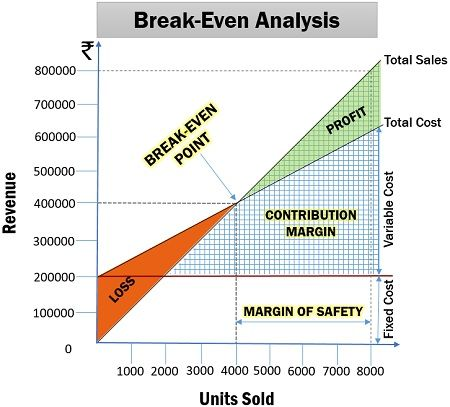 Break-Even Analysis
₹
800000
700000
600000
500000
400000
300000
200000
100000
0
Revenue
Total Sales
Total Cost
PROFIT
BREAK-EVEN
POINT
CONTRIBUTION
MARGIN
Variable Cost
LOSS
MARGIN OF SAFETY
Fixed Cost
1000 2000 3000 4000 5000 6000 7000 8000
Units Sold